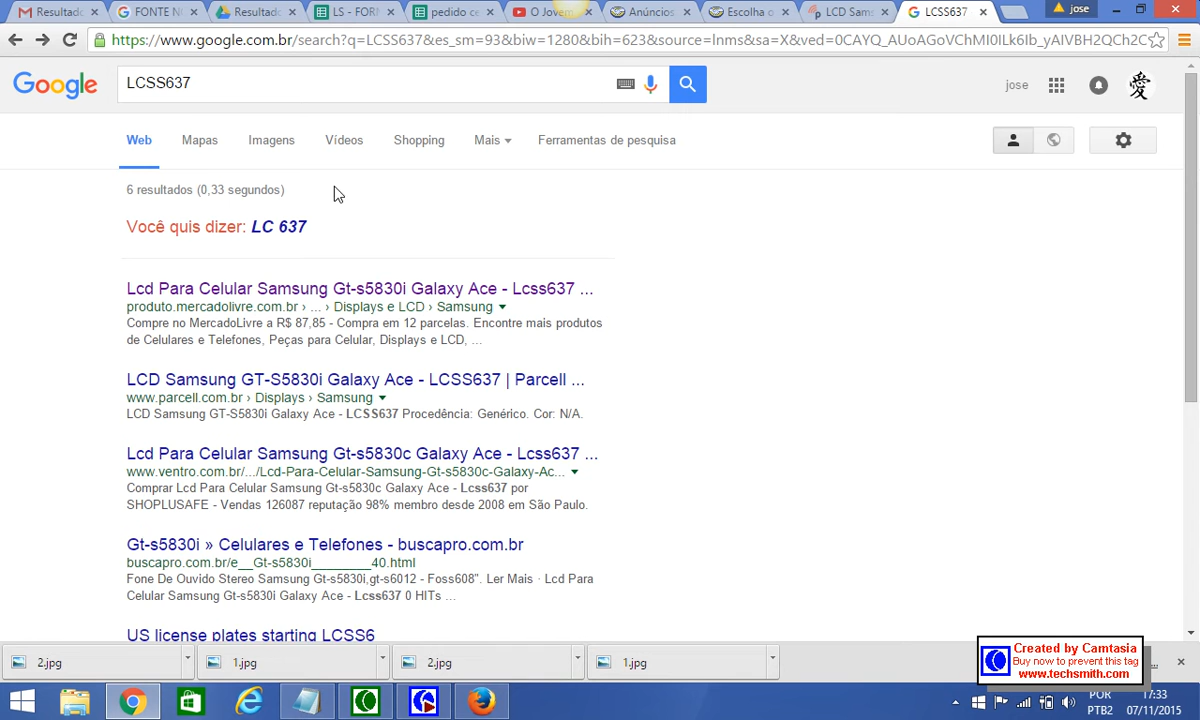 Resultado
FONTE N
Resultado
LS - FORM
pedido ce
O Jovem
Anúncios
Escolha o
LCD Sams
LCSS637
jose
https://www.google.com.br/search?q=LCSS637&es_sm=93&biw=1280&bih=623&source=lnms&sa=X&ved=0CAYQ_AUoAGoVChMI0ILk6Ib_yAIVBH2QCh2C
Google
LCSS637
jose
愛
Web
Mapas
Imagens
Vídeos
Shopping
Mais
Ferramentas de pesquisa
6 resultados (0,33 segundos)
Você quis dizer: LC 637
Lcd Para Celular Samsung Gt-s5830i Galaxy Ace - Lcss637 ...
produto.mercadolivre.com.br › ... › Displays e LCD › Samsung
Compre no MercadoLivre a R$ 87,85 - Compra em 12 parcelas. Encontre mais produtos
de Celulares e Telefones, Peças para Celular, Displays e LCD, ...
LCD Samsung GT-S5830i Galaxy Ace - LCSS637 | Parcell ...
www.parcell.com.br › Displays › Samsung
LCD Samsung GT-S5830i Galaxy Ace - LCSS637 Procedência: Genérico. Cor: N/A.
Lcd Para Celular Samsung Gt-s5830c Galaxy Ace - Lcss637 ...
www.ventro.com.br/.../Lcd-Para-Celular-Samsung-Gt-s5830c-Galaxy-Ac...
Comprar Lcd Para Celular Samsung Gt-s5830c Galaxy Ace - Lcss637 por
SHOPLUSAFE - Vendas 126087 reputação 98% membro desde 2008 em São Paulo.
Gt-s5830i » Celulares e Telefones - buscapro.com.br
buscapro.com.br/e__Gt-s5830i________40.html
Fone De Ouvido Stereo Samsung Gt-s5830i,gt-s6012 - Foss608". Ler Mais · Lcd Para
Celular Samsung Gt-s5830i Galaxy Ace - Lcss637 0 HITs ...
US license plates starting LCSS6
2.jpg
1.jpg
2.jpg
1.jpg
Created by Camtasia
Buy now to prevent this tag
www.techsmith.com
POR
PTB2
17:33
07/11/2015